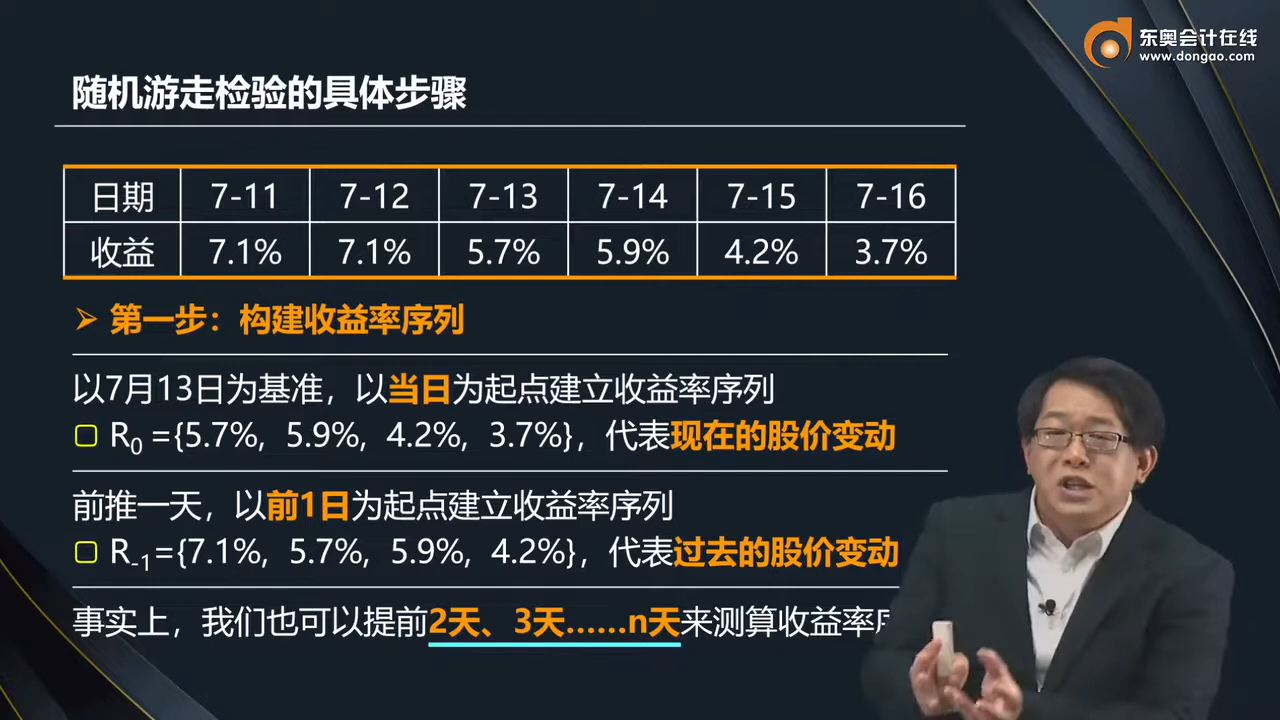 东奥会计在线
www.dongao.com
随机游走检验的具体步骤
日期 7-11 7-12 7-13 7-14 7-15 7-16
收益 7.1% 7.1% 5.7% 5.9% 4.2% 3.7%
第一步：构建收益率序列
以7月13日为基准，以当日为起点建立收益率序列
R0 ={5.7%，5.9%，4.2%，3.7%}，代表现在的股价变动
前推一天，以前1日为起点建立收益率序列
R-1={7.1%，5.7%，5.9%，4.2%}，代表过去的股价变动
事实上，我们也可以提前2天、3天……n天来测算收益率